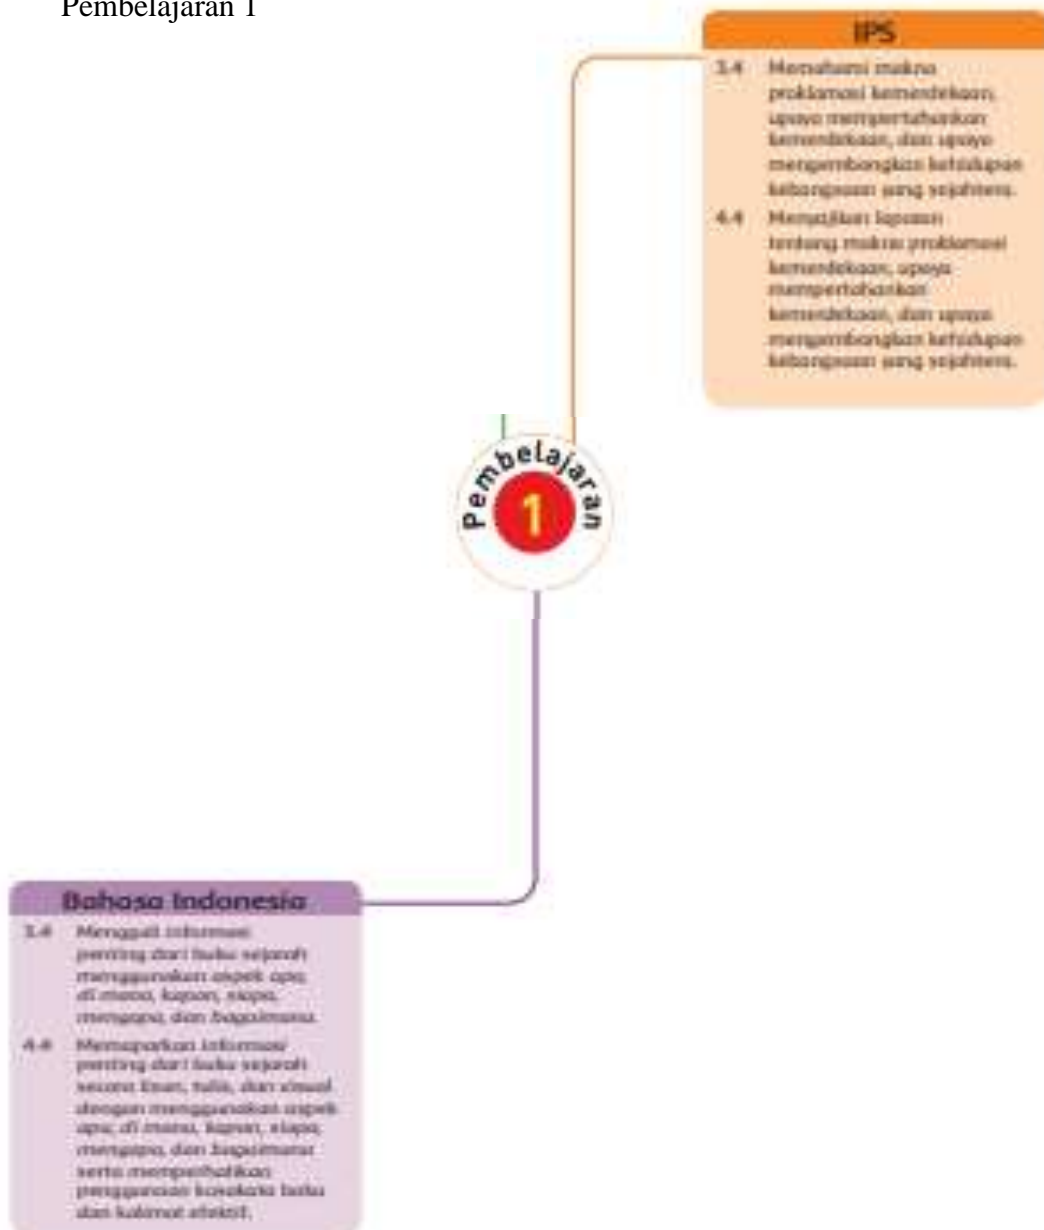 Pembelajaran 1
IPS
3.4 Memahami makna
proklamasi kemerdekaan,
upaya mempertahankan
kemerdekaan, dan upaya
mengembangkan kehidupan
kebangsaan yang sejahtera.
4.4 Menyajikan laporan
tentang makna proklamasi
kemerdekaan, upaya
mempertahankan
kemerdekaan, dan upaya
mengembangkan kehidupan
kebangsaan yang sejahtera.
Pembelajaran
1
Bahasa Indonesia
3.4 Menggali informasi
penting dari buku sejarah
menggunakan aspek apa,
di mana, kapan, siapa,
mengapa, dan bagaimana.
4.4 Memaparkan informasi
penting dari buku sejarah
secara lisan, tulis, dan visual
dengan menggunakan aspek
apa, di mana, kapan, siapa,
mengapa, dan bagaimana
serta memperhatikan
penggunaan kosakata baku
dan kalimat efektif.